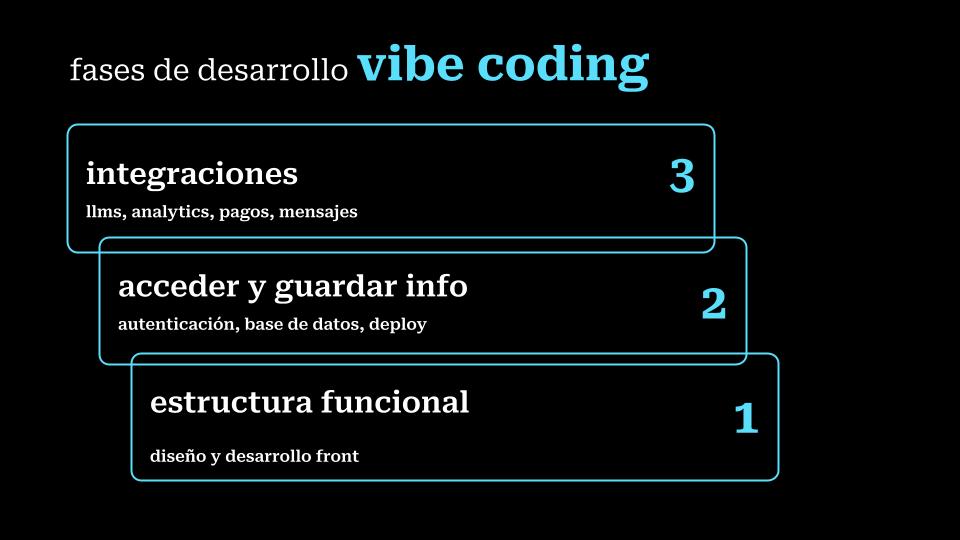 fases de desarrollo vibe coding
integraciones
3
llms, analytics, pagos, mensajes
acceder y guardar info
2
autenticación, base de datos, deploy
estructura funcional
1
diseño y desarrollo front